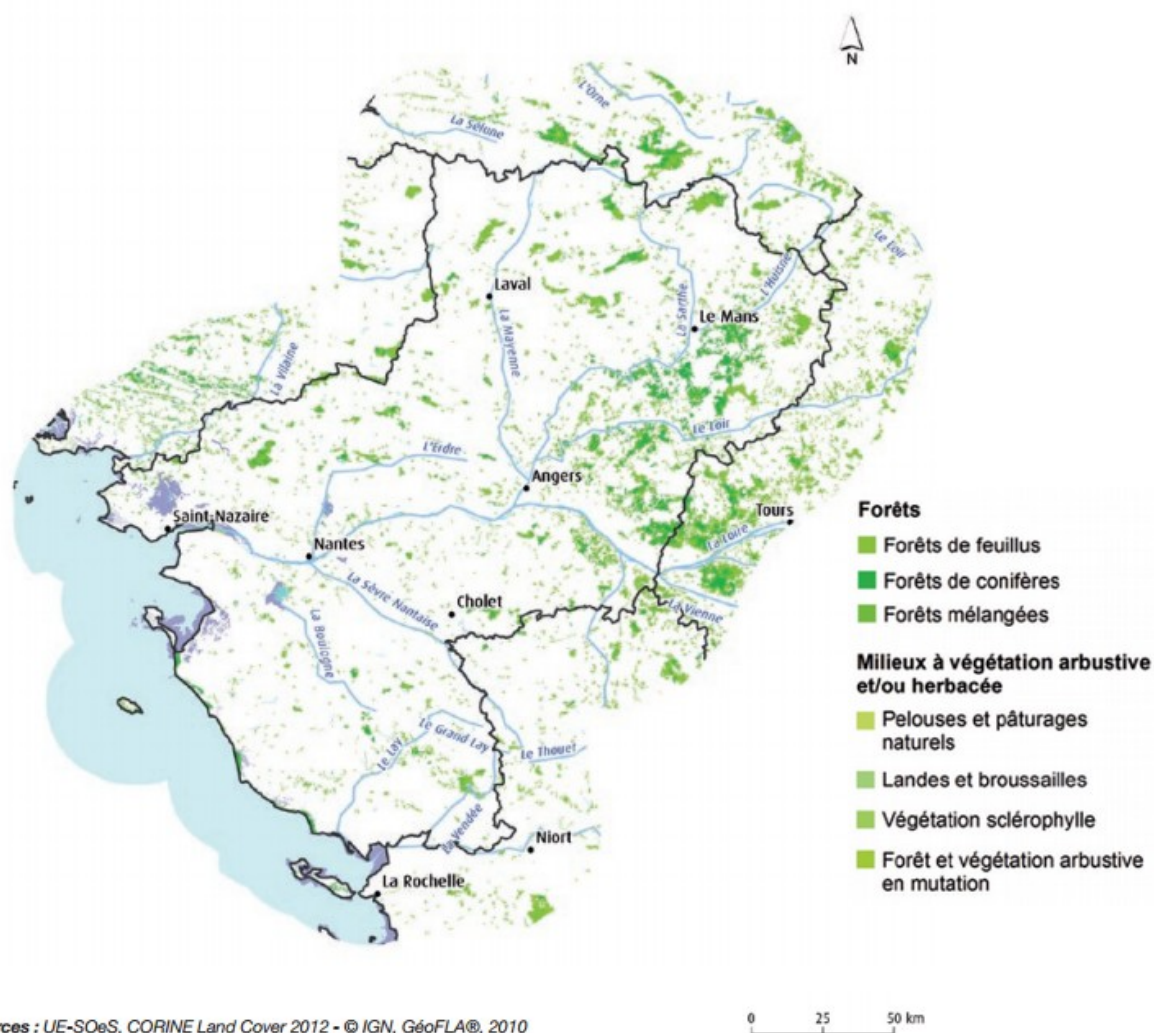 N
L'Orne
La Sélune
Le Loir
L'Huisne
Laval
La Sarthe
Le Mans
La Mayenne
La Vilaine
Le Loir
L'Erdre
Angers
Saint-Nazaire
Tours
La Loire
Nantes
La Sèvre Nantaise
Cholet
La Vienne
La Boulogne
Le Grand Lay
Le Lay
Le Thouet
La Vendée
Niort
La Rochelle
Forêts
Forêts de feuillus
Forêts de conifères
Forêts mélangées
Milieux à végétation arbustive
et/ou herbacée
Pelouses et pâturages
naturels
Landes et broussailles
Végétation sclérophylle
Forêt et végétation arbustive
en mutation
rces : UE-SOeS, CORINE Land Cover 2012 - © IGN, GéoFLA®, 2010
0 25 50 km